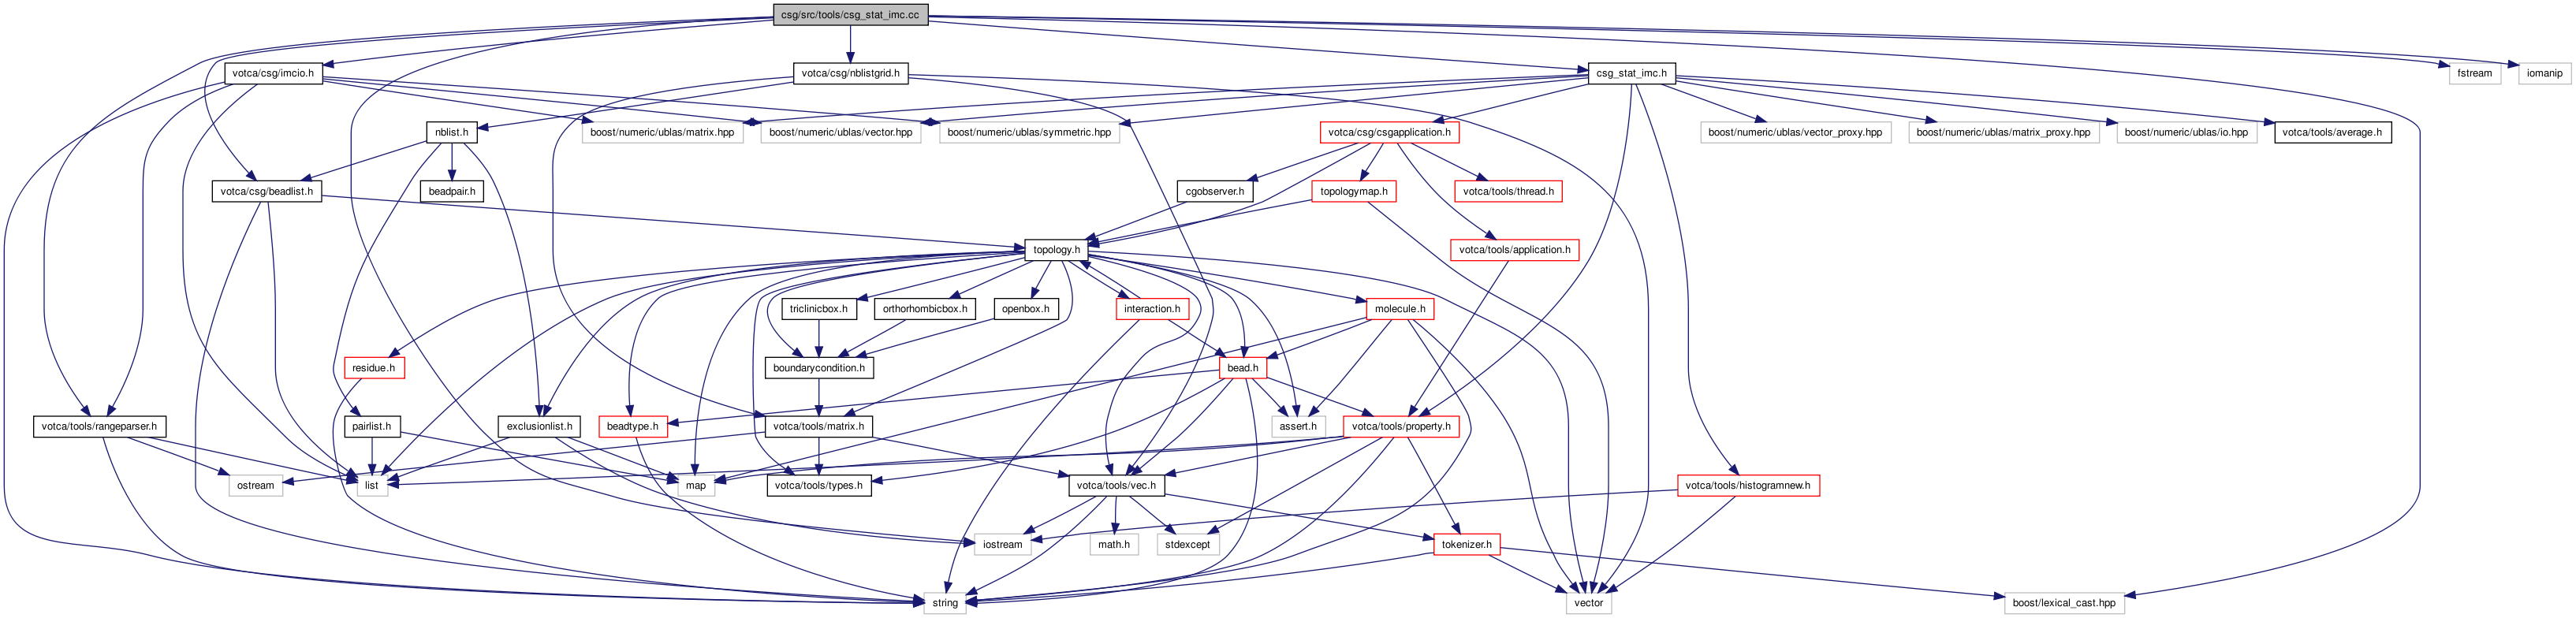 csg/src/tools/csg_stat_imc.cc
votca/csg/imcio.h
votca/csg/nblistgrid.h
csg_stat_imc.h
fstream
iomanip
nblist.h
boost/numeric/ublas/matrix.hpp
boost/numeric/ublas/vector.hpp
boost/numeric/ublas/symmetric.hpp
votca/csg/csgapplication.h
boost/numeric/ublas/vector_proxy.hpp
boost/numeric/ublas/matrix_proxy.hpp
boost/numeric/ublas/io.hpp
votca/tools/average.h
votca/csg/beadlist.h
beadpair.h
cgobserver.h
topologymap.h
votca/tools/thread.h
topology.h
votca/tools/application.h
triclinicbox.h
orthorhombicbox.h
openbox.h
interaction.h
molecule.h
residue.h
boundarycondition.h
bead.h
votca/tools/rangeparser.h
pairlist.h
exclusionlist.h
beadtype.h
votca/tools/matrix.h
assert.h
votca/tools/property.h
ostream
list
map
votca/tools/types.h
votca/tools/vec.h
votca/tools/histogramnew.h
iostream
math.h
stdexcept
tokenizer.h
string
vector
boost/lexical_cast.hpp